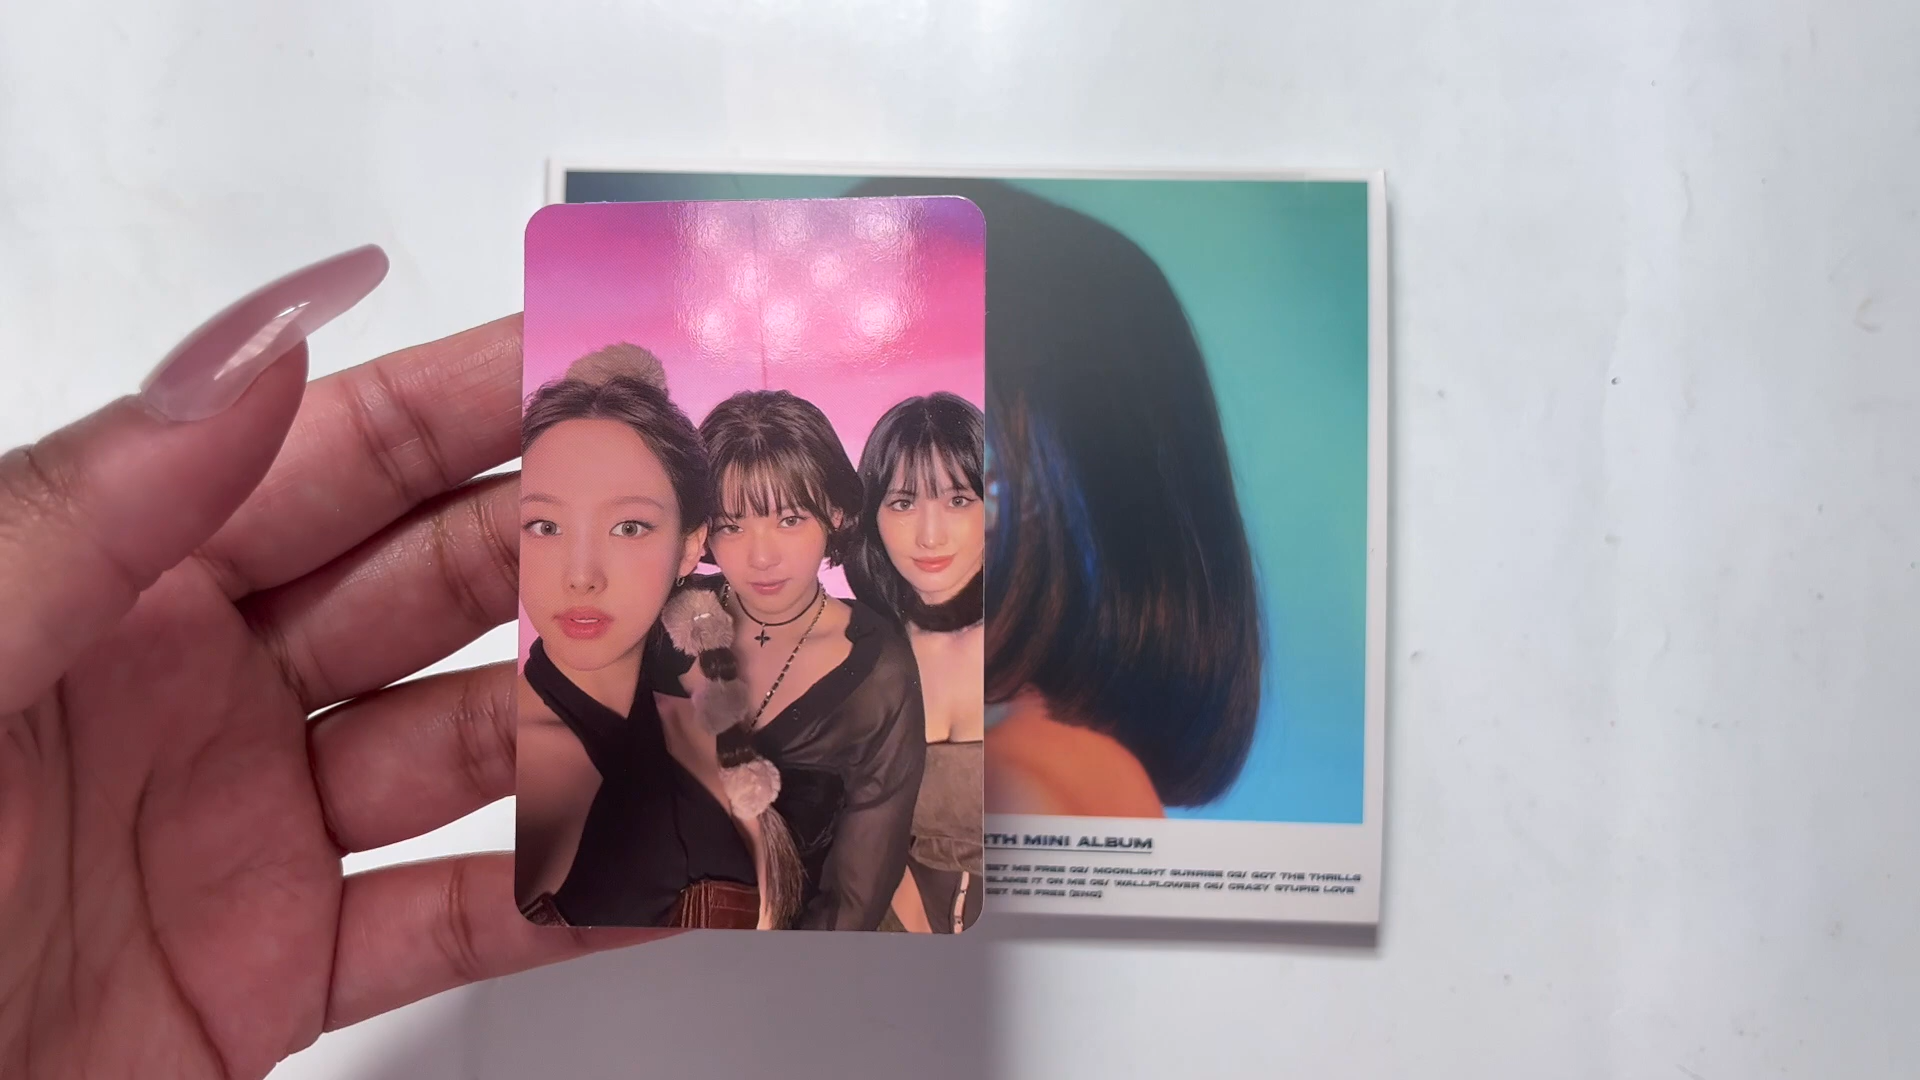 TH MINI ALBUM
SET ME FREE 02/ MOONLIGHT SUNRISE 03/ GOT THE THRILLS
BLAME IT ON ME 05/ WALLFLOWER 06/ CRAZY STUPID LOVE
SET ME FREE (ENG)